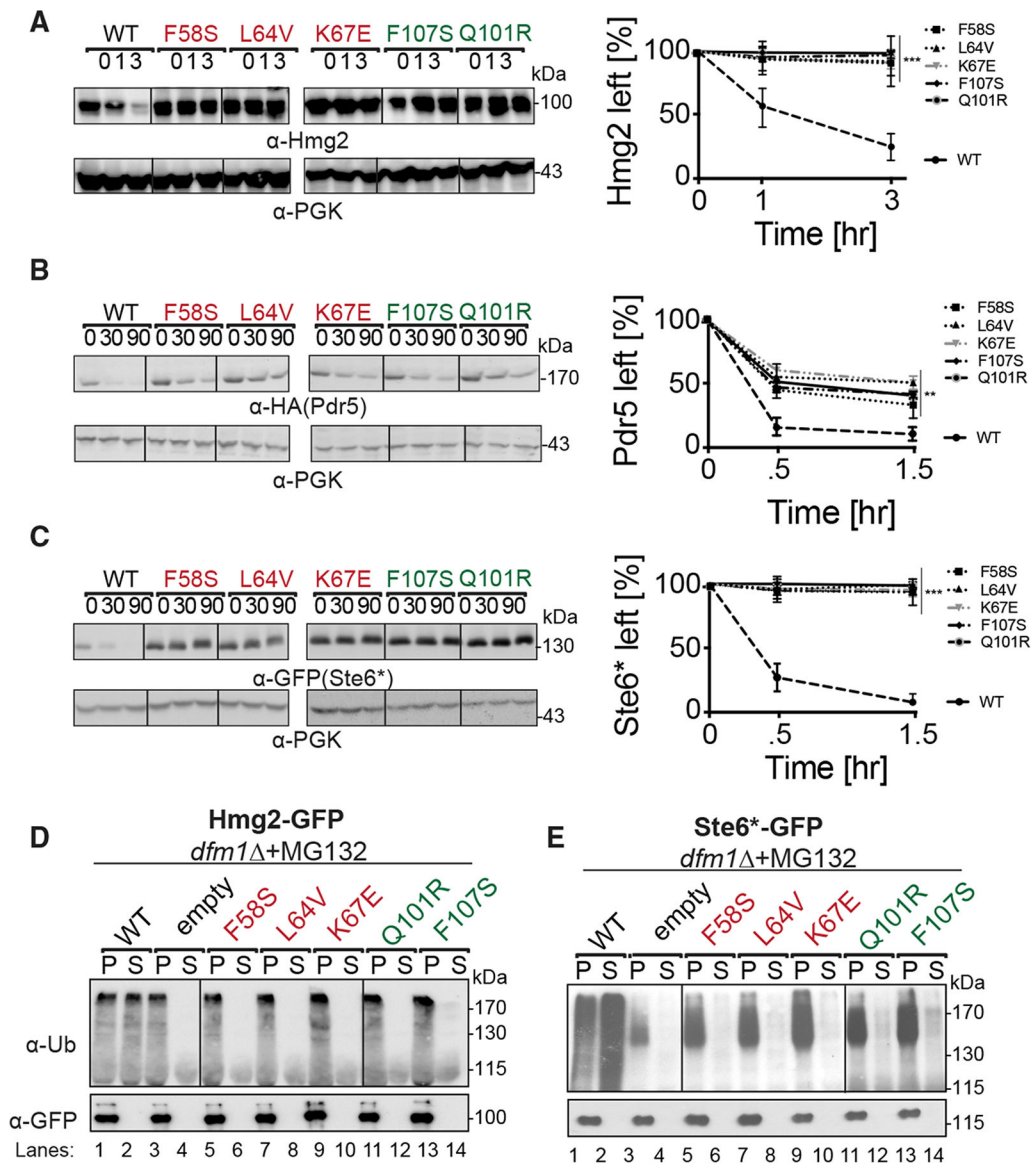 A
WT F58S L64V K67E F107S Q101R
0 1 3 0 1 3 0 1 3 0 1 3 0 1 3 0 1 3
kDa
-100
α-Hmg2
-43
α-PGK
Hmg2 left [%]
100
50
0
0 1 3
Time [hr]
***
F58S
L64V
K67E
F107S
Q101R
WT
B
WT F58S L64V K67E F107S Q101R
0 30 90 0 30 90 0 30 90 0 30 90 0 30 90 0 30 90
kDa
-170
α-HA(Pdr5)
-43
α-PGK
Pdr5 left [%]
100
50
0
0 .5 1.5
Time [hr]
**
F58S
L64V
K67E
F107S
Q101R
WT
C
WT F58S L64V K67E F107S Q101R
0 30 90 0 30 90 0 30 90 0 30 90 0 30 90 0 30 90
kDa
-130
α-GFP(Ste6*)
-43
α-PGK
Ste6* left [%]
100
50
0
0 .5 1.5
Time [hr]
***
F58S
L64V
K67E
F107S
Q101R
WT
D
Hmg2-GFP
dfm1Δ+MG132
WT empty F58S L64V K67E Q101R F107S
P S P S P S P S P S P S P S
kDa
170
130
115
α-Ub
α-GFP
100
Lanes: 1 2 3 4 5 6 7 8 9 10 11 12 13 14
E
Ste6*-GFP
dfm1Δ+MG132
WT empty F58S L64V K67E Q101R F107S
P S P S P S P S P S P S P S
kDa
-170
130
115
115
1 2 3 4 5 6 7 8 9 10 11 12 13 14